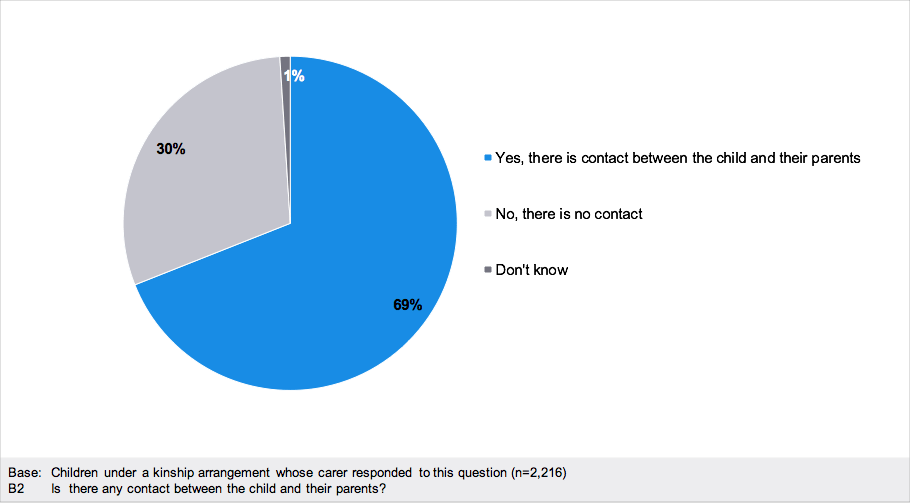 1%
30%
69%
Yes, there is contact between the child and their parents
No, there is no contact
Don't know
Base: Children under a kinship arrangement whose carer responded to this question (n=2,216)
B2 Is there any contact between the child and their parents?